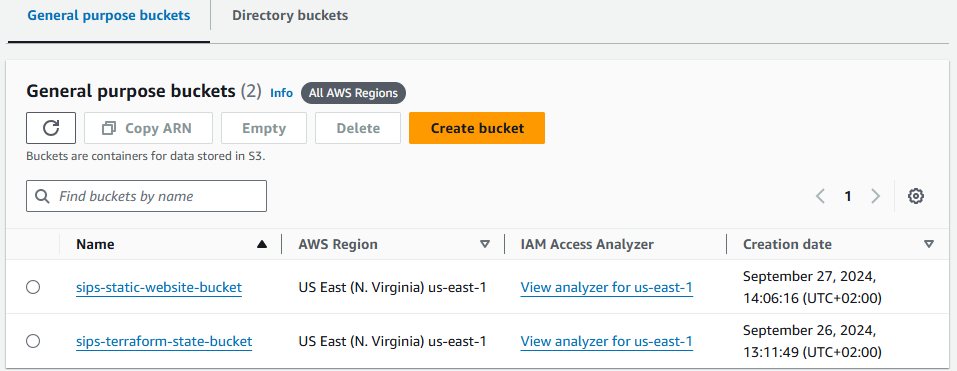 General purpose buckets Directory buckets
General purpose buckets (2) Info All AWS Regions
Copy ARN Empty Delete Create bucket
Buckets are containers for data stored in S3.
Find buckets by name 1
Name AWS Region IAM Access Analyzer Creation date
sips-static-website-bucket US East (N. Virginia) us-east-1 View analyzer for us-east-1 September 27, 2024,
14:06:16 (UTC+02:00)
sips-terraform-state-bucket US East (N. Virginia) us-east-1 View analyzer for us-east-1 September 26, 2024,
13:11:49 (UTC+02:00)